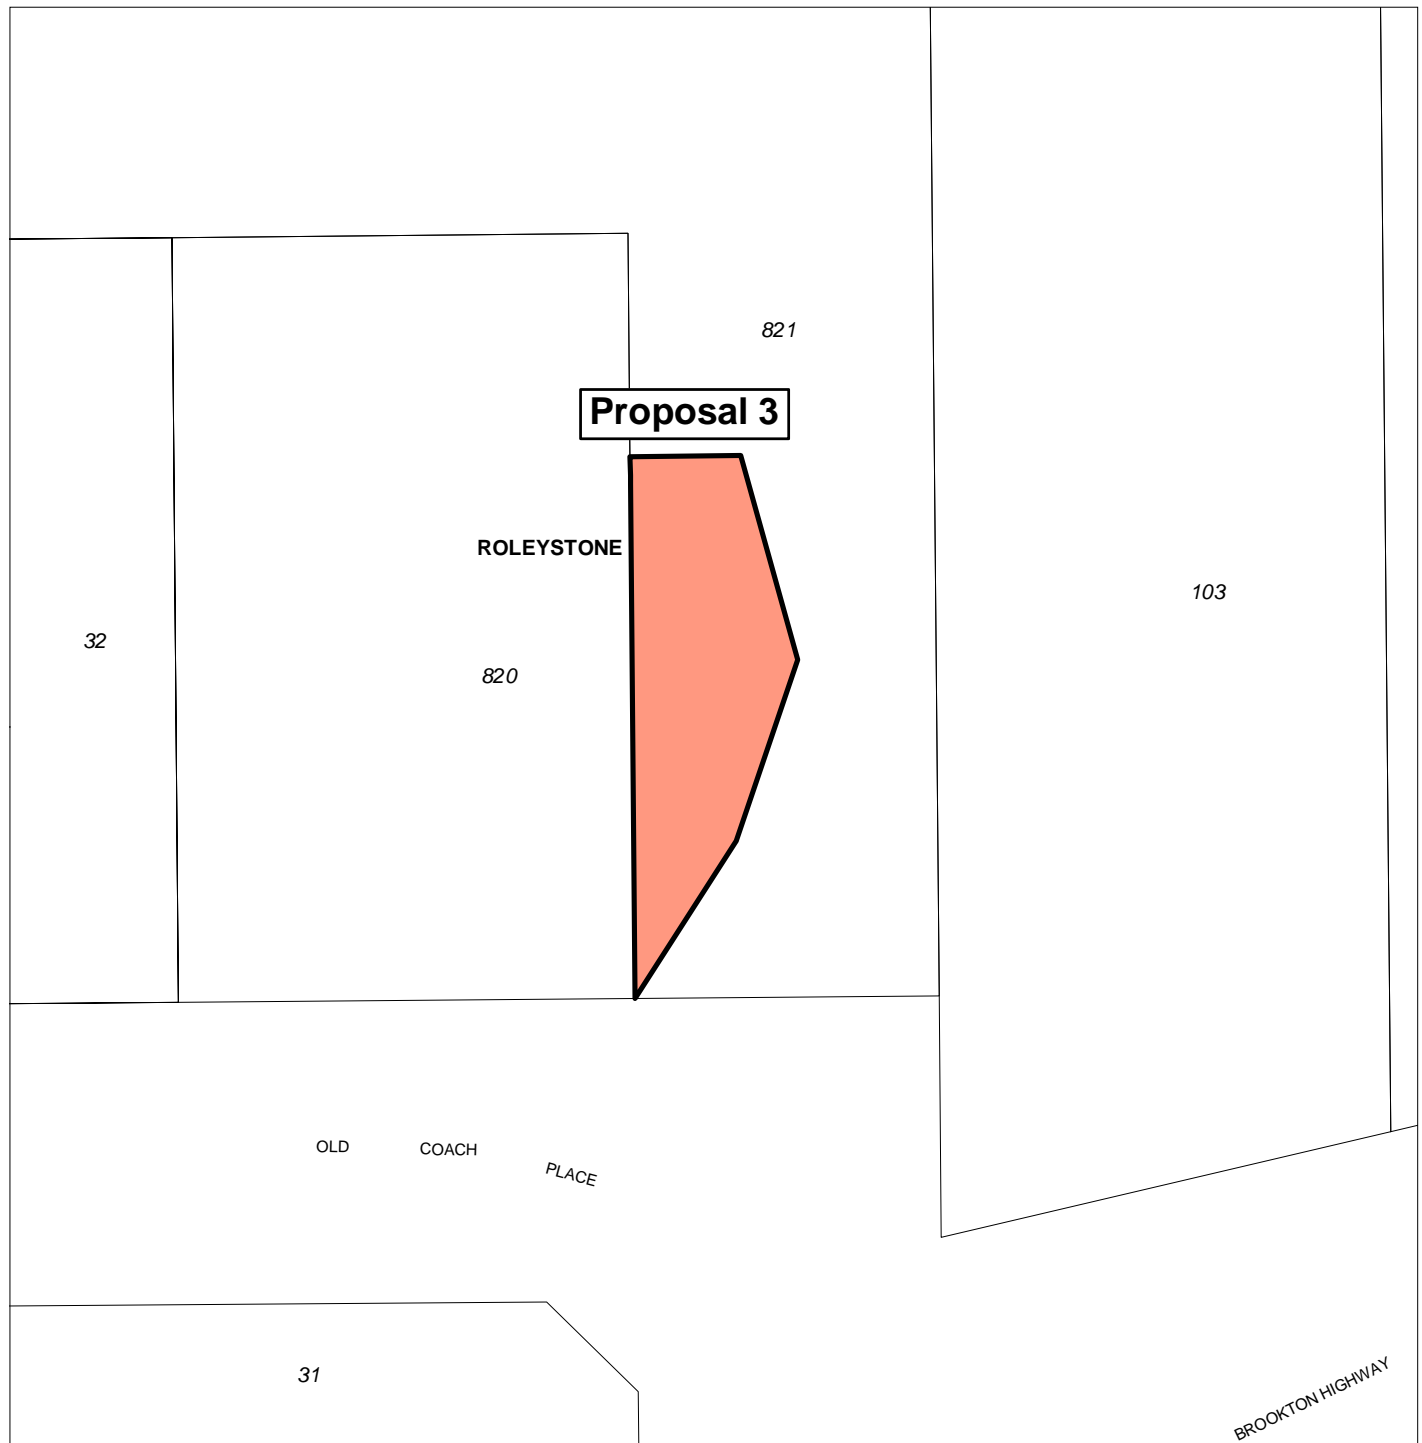 821
Proposal 3
ROLEYSTONE
103
32
820
OLD COACH PLACE
31
BROOKTON HIGHWAY